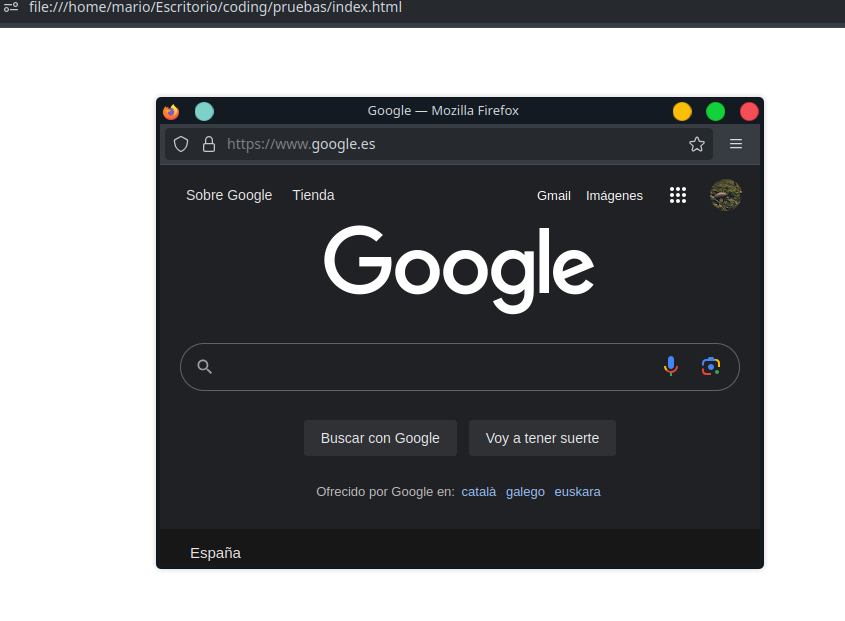 file:///home/mario/Escritorio/coding/pruebas/index.html
Google — Mozilla Firefox
https://www.google.es
Sobre Google Tienda Gmail Imágenes
Google
Buscar con Google Voy a tener suerte
Ofrecido por Google en: català galego euskara
España